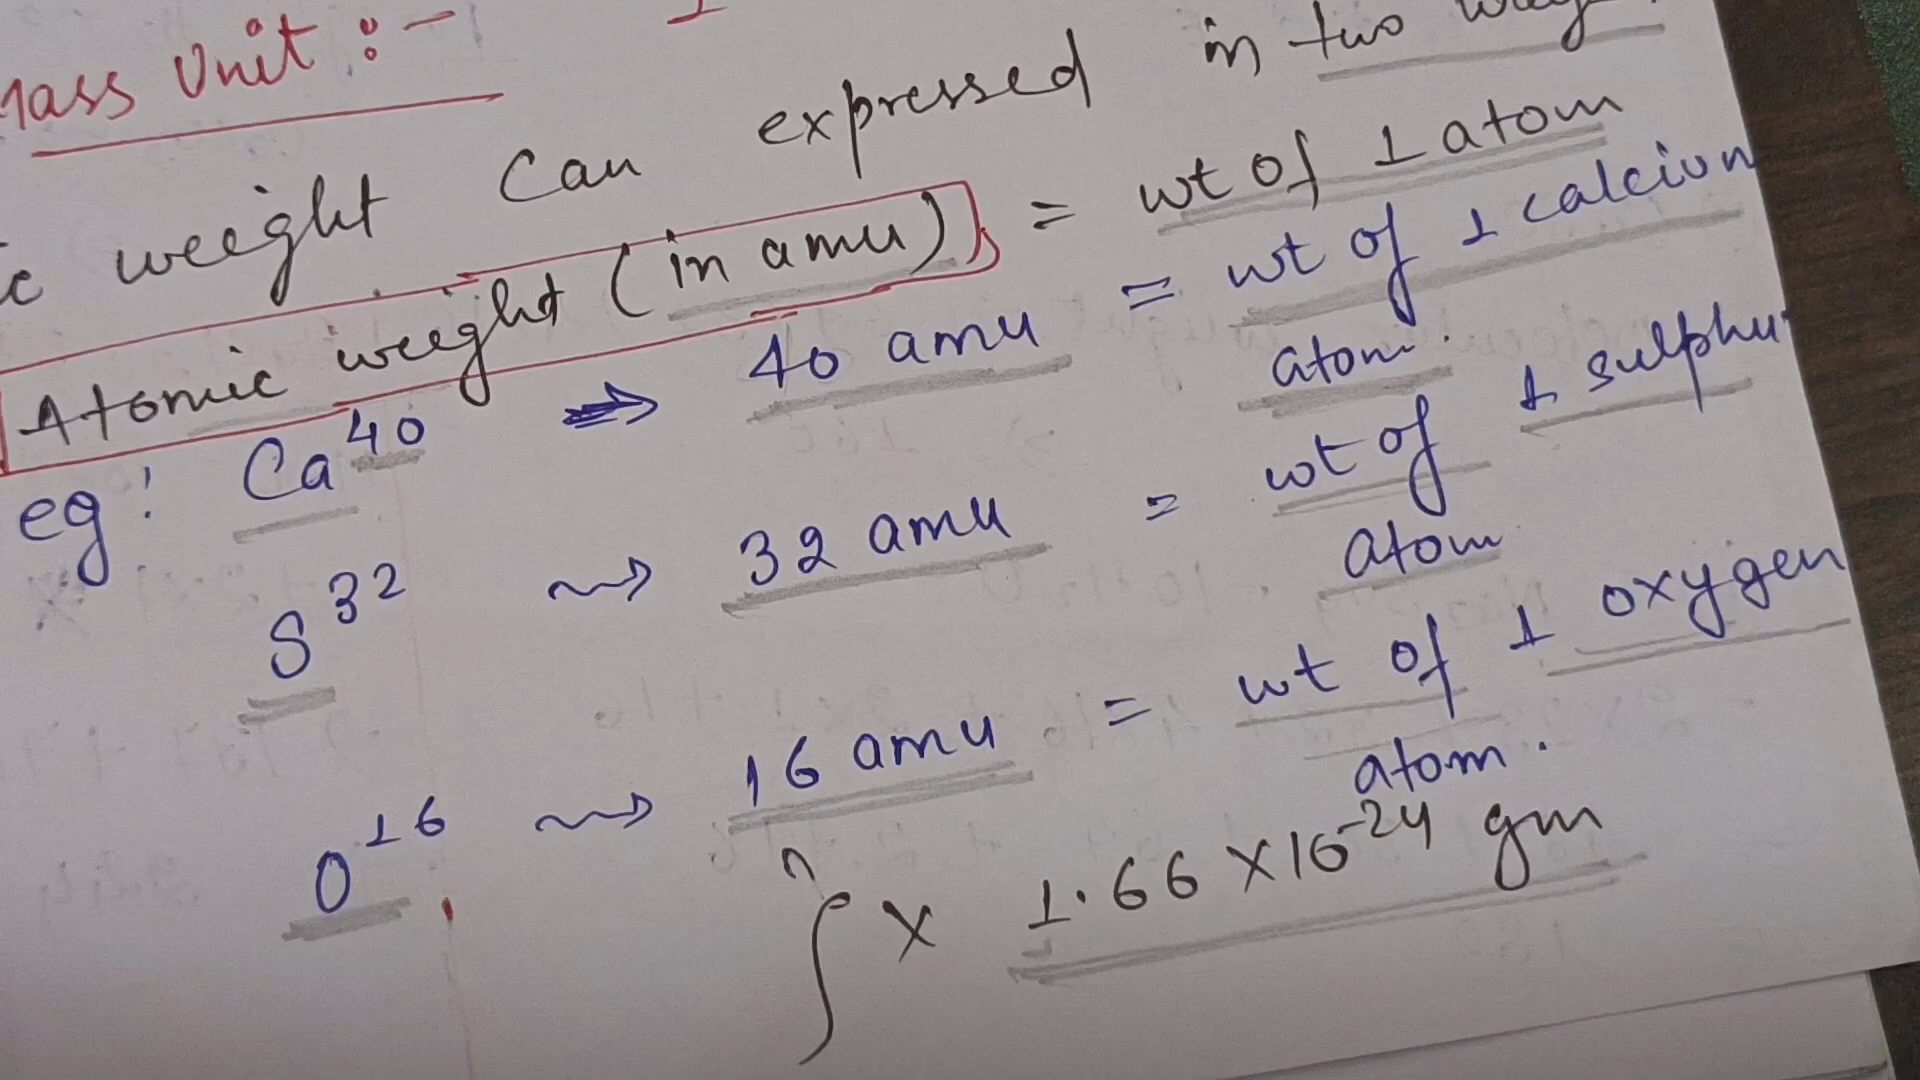 Mass Unit :-
weight can expressed in two
Atomic weight (in amu) = wt of 1 atom
eg! Ca⁴⁰ ⇒ 40 amu = wt of 1 calcium
atom.
S³² ⇝ 32 amu = wt of 1 sulphur
atom
O¹⁶ ⇝ 16 amu = wt of 1 oxygen
atom.
× 1.66 × 10⁻²⁴ gm